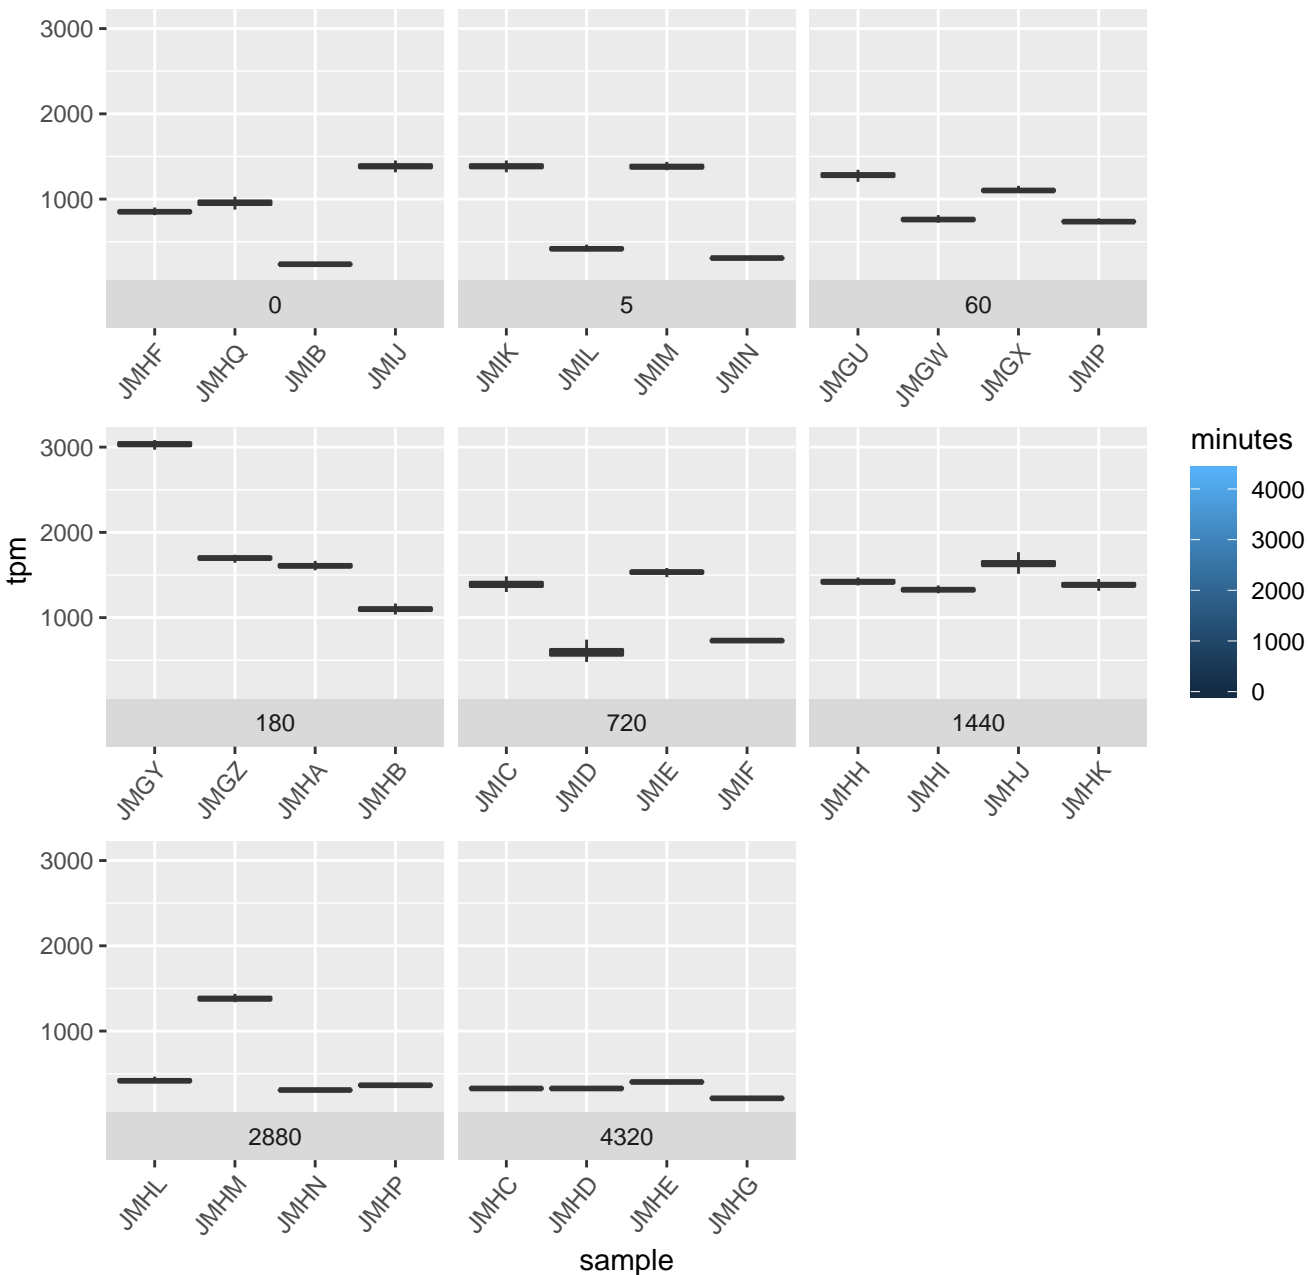 3000
2000
1000
0
5
60
JMHF
JMHQ
JMIB
JMIJ
JMIK
JMIL
JMIM
JMIN
JMGU
JMGW
JMGX
JMIP
tpm
3000
2000
1000
180
720
1440
JMGY
JMGZ
JMHA
JMHB
JMIC
JMID
JMIE
JMIF
JMHH
JMHI
JMHJ
JMHK
minutes
4000
3000
2000
1000
0
3000
2000
1000
2880
4320
JMHL
JMHM
JMHN
JMHP
JMHC
JMHD
JMHE
JMHG
sample